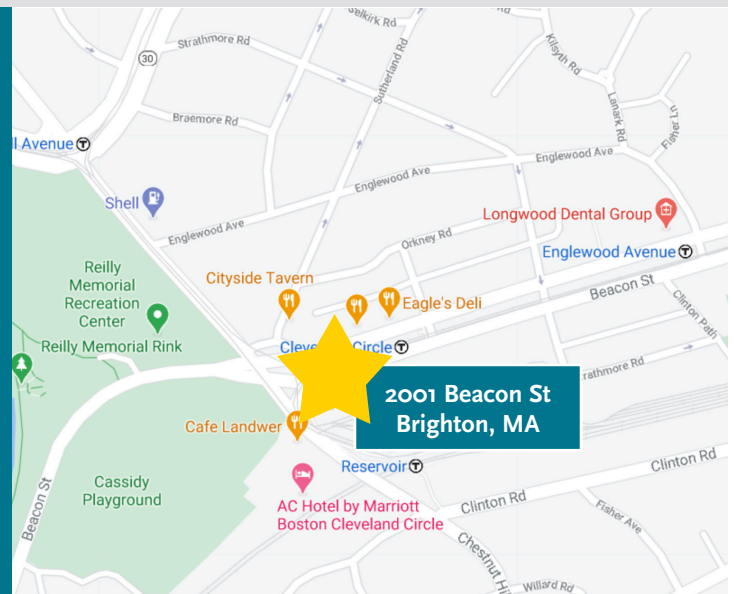 Selkirk Rd
Strathmore Rd
30
Sutherland Rd
Kilsyth Rd
Lanark Rd
Fisher Ln
Braemore Rd
ll Avenue T
Englewood Ave
Englewood Ave
Shell
Longwood Dental Group
Englewood Ave
Orkney Rd
Englewood Avenue T
Reilly
Memorial
Recreation
Center
Cityside Tavern
Beacon St
Eagle's Deli
Clinton Path
Reilly Memorial Rink
Cleve Circle T
rathmore Rd
2001 Beacon St
Brighton, MA
Cafe Landwer
Reservoir T
Clinton Rd
Cassidy
Playground
Beacon St
AC Hotel by Marriott
Boston Cleveland Circle
Clinton Rd
Fisher Ave
Chestnut Hi
Willard Rd